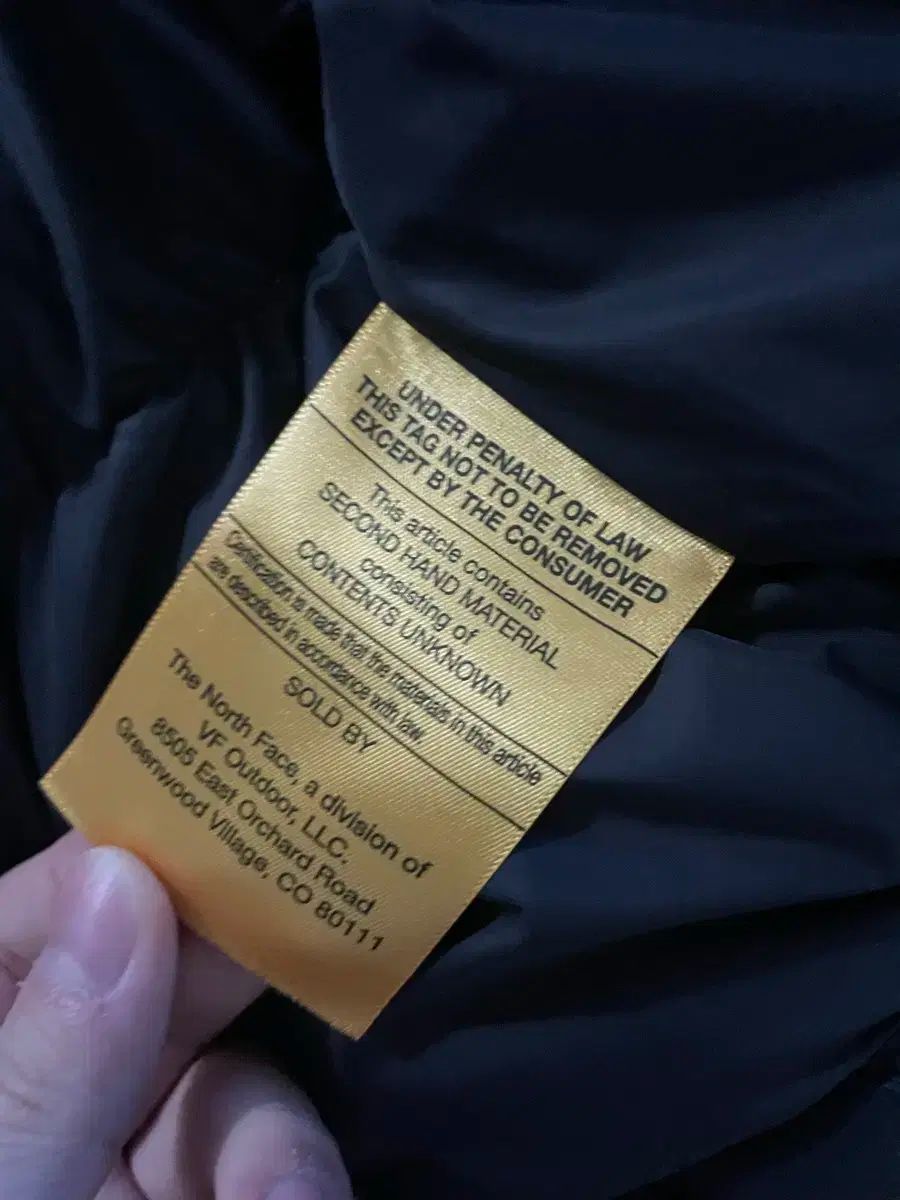 UNDER PENALTY OF LAW
THIS TAG NOT TO BE REMOVED
EXCEPT BY THE CONSUMER
This article contains
SECOND HAND MATERIAL
consisting of
CONTENTS UNKNOWN
Certification is made that the materials in this article
are described in accordance with law
SOLD BY
The North Face, a division of
VF Outdoor, LLC.
8505 East Orchard Road
Greenwood Village, CO 80111